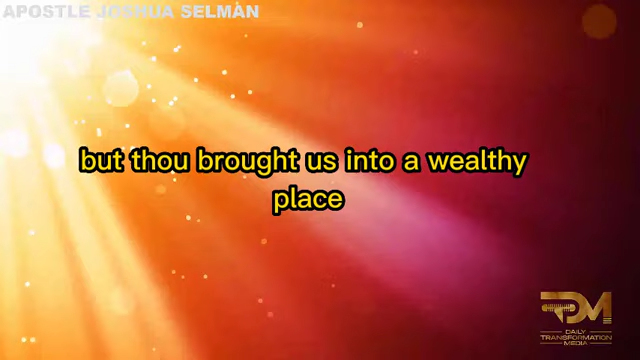 APOSTLE JOSHUA SELMAN
but thou brought us into a wealthy
place
DAILY
TRANSFORMATION
MEDIA